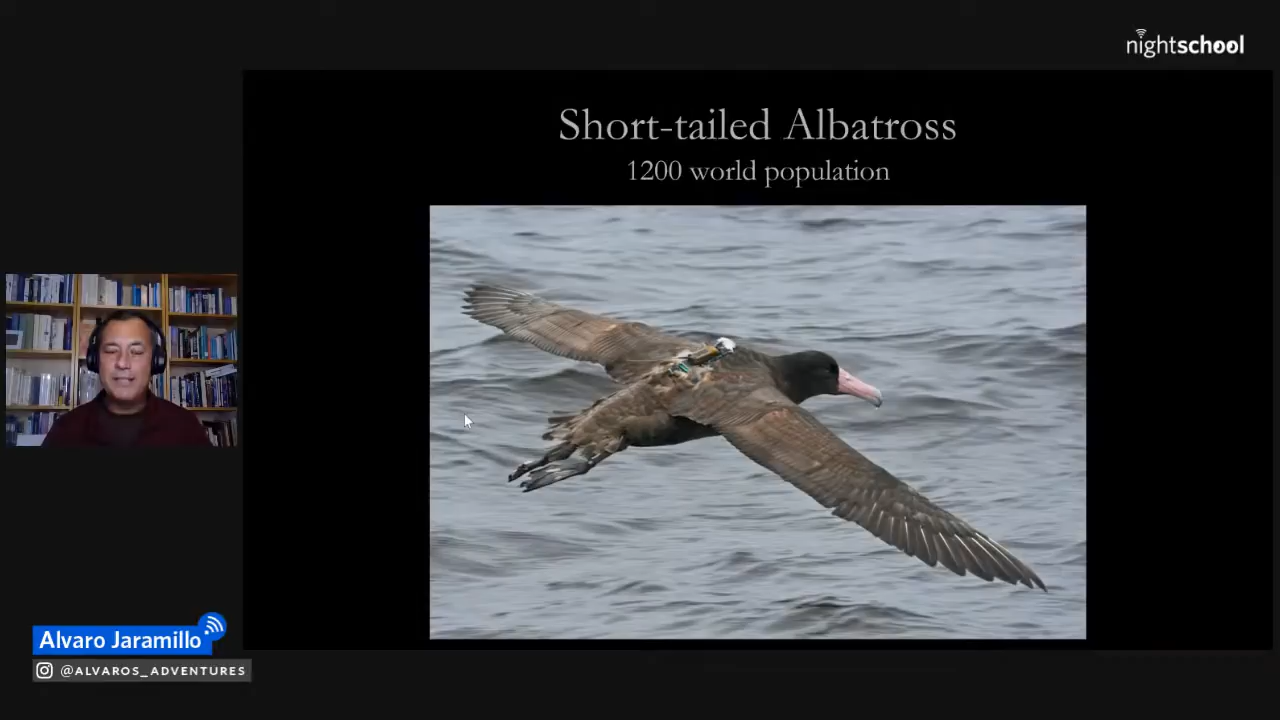 nightschool
Short-tailed Albatross
1200 world population
Alvaro Jaramillo
@ALVAROS_ADVENTURES